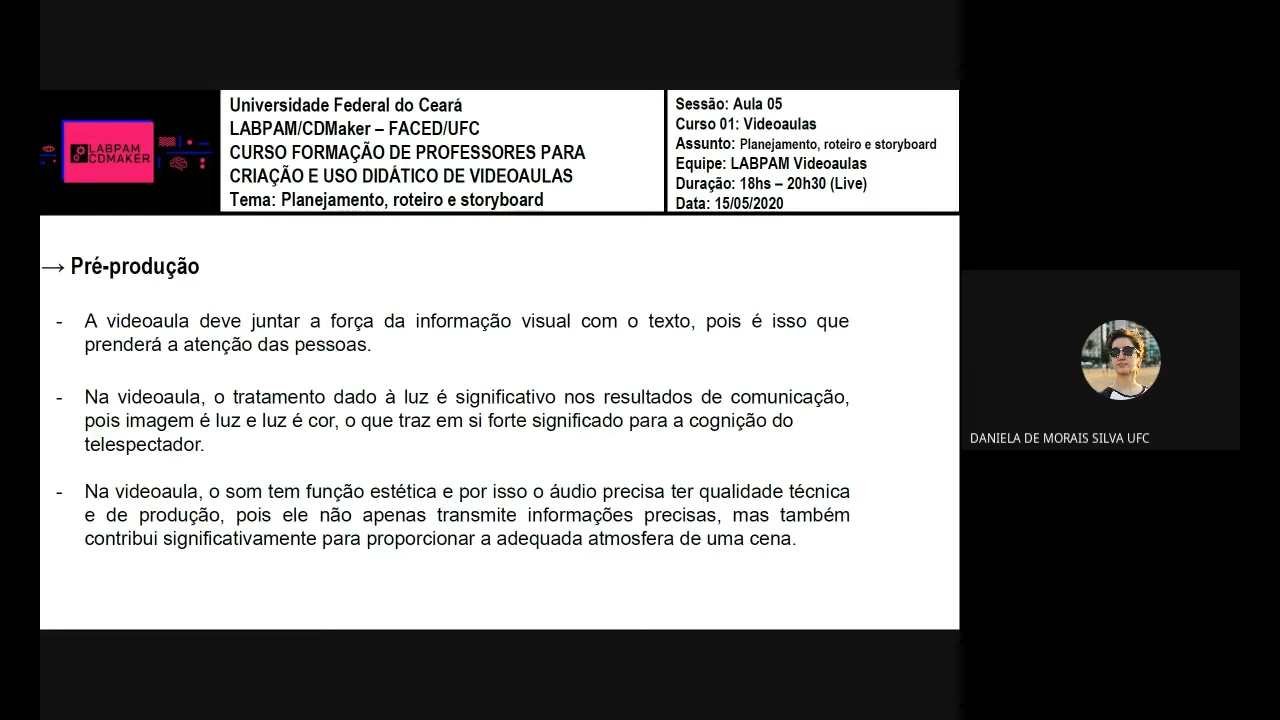 LABPAM
CDMAKER
Universidade Federal do Ceará
LABPAM/CDMaker – FACED/UFC
CURSO FORMAÇÃO DE PROFESSORES PARA
CRIAÇÃO E USO DIDÁTICO DE VIDEOAULAS
Tema: Planejamento, roteiro e storyboard
Sessão: Aula 05
Curso 01: Videoaulas
Assunto: Planejamento, roteiro e storyboard
Equipe: LABPAM Videoaulas
Duração: 18hs – 20h30 (Live)
Data: 15/05/2020
→ Pré-produção
- A videoaula deve juntar a força da informação visual com o texto, pois é isso que
prenderá a atenção das pessoas.
- Na videoaula, o tratamento dado à luz é significativo nos resultados de comunicação,
pois imagem é luz e luz é cor, o que traz em si forte significado para a cognição do
telespectador.
- Na videoaula, o som tem função estética e por isso o áudio precisa ter qualidade técnica
e de produção, pois ele não apenas transmite informações precisas, mas também
contribui significativamente para proporcionar a adequada atmosfera de uma cena.
DANIELA DE MORAIS SILVA UFC